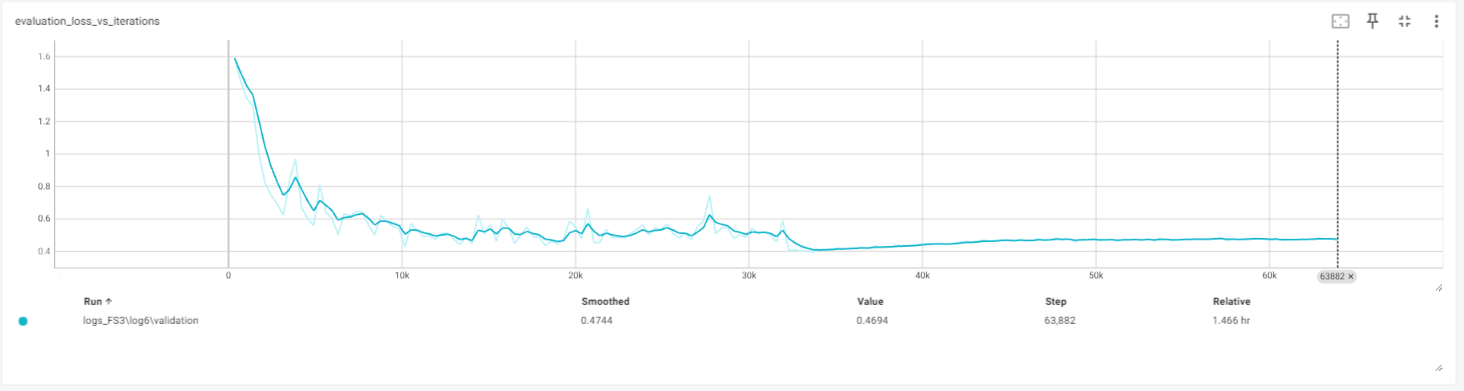 evaluation_loss_vs_iterations
1.6
1.4
1.2
1
0.8
0.6
0.4
0 10k 20k 30k 40k 50k 60k 63882 ×
Run ↑ Smoothed Value Step Relative
logs_FS3\log6\validation 0.4744 0.4694 63,882 1.466 hr